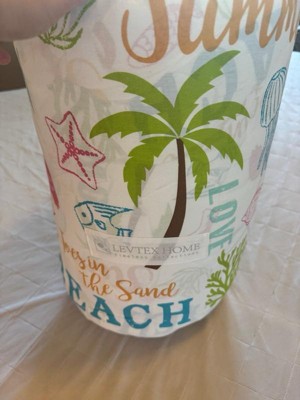 Summ
LOVE
LEVTEX HOME
Toes in
the Sand
BEACH